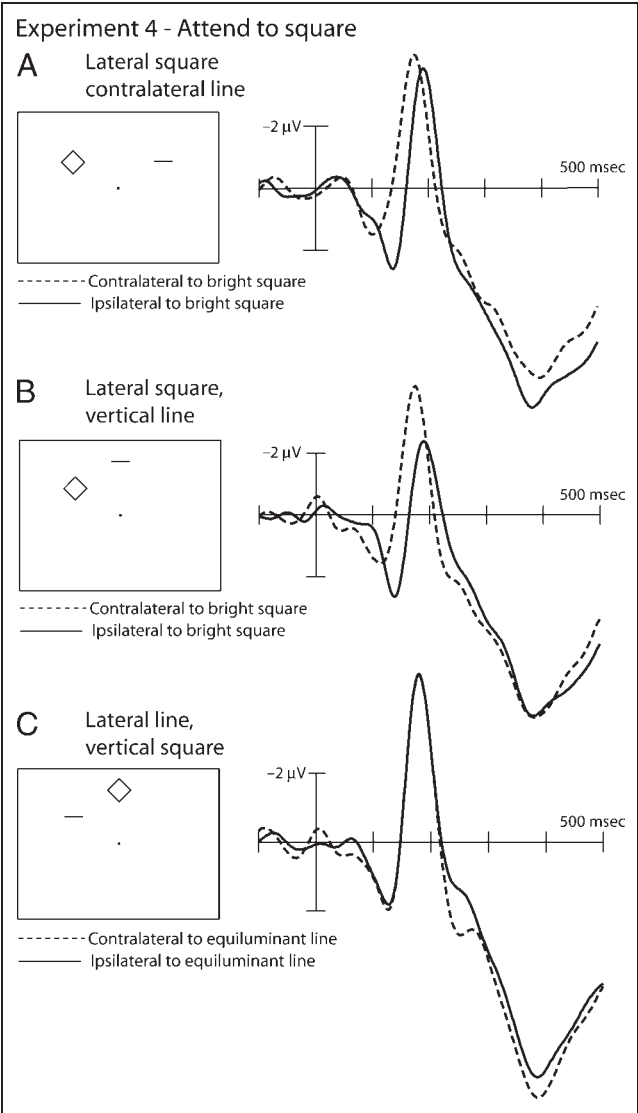 Experiment 4 - Attend to square
A
Lateral square
contralateral line
−2 µV
500 msec
Contralateral to bright square
Ipsilateral to bright square
B
Lateral square,
vertical line
−2 µV
500 msec
Contralateral to bright square
Ipsilateral to bright square
C
Lateral line,
vertical square
−2 µV
500 msec
Contralateral to equiluminant line
Ipsilateral to equiluminant line